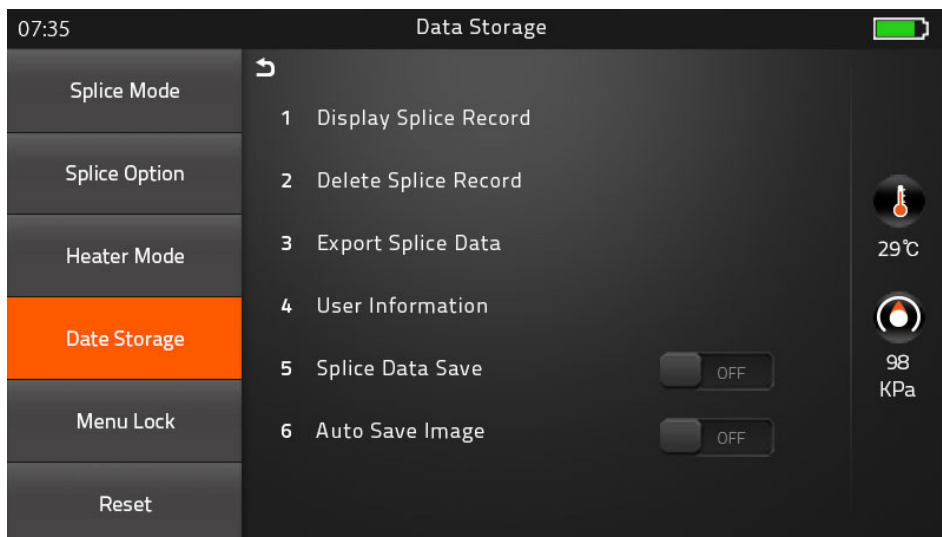 07:35
Data Storage
Splice Mode
Splice Option
Heater Mode
Date Storage
Menu Lock
Reset
1 Display Splice Record
2 Delete Splice Record
3 Export Splice Data
4 User Information
5 Splice Data Save OFF
6 Auto Save Image OFF
29℃
98
KPa